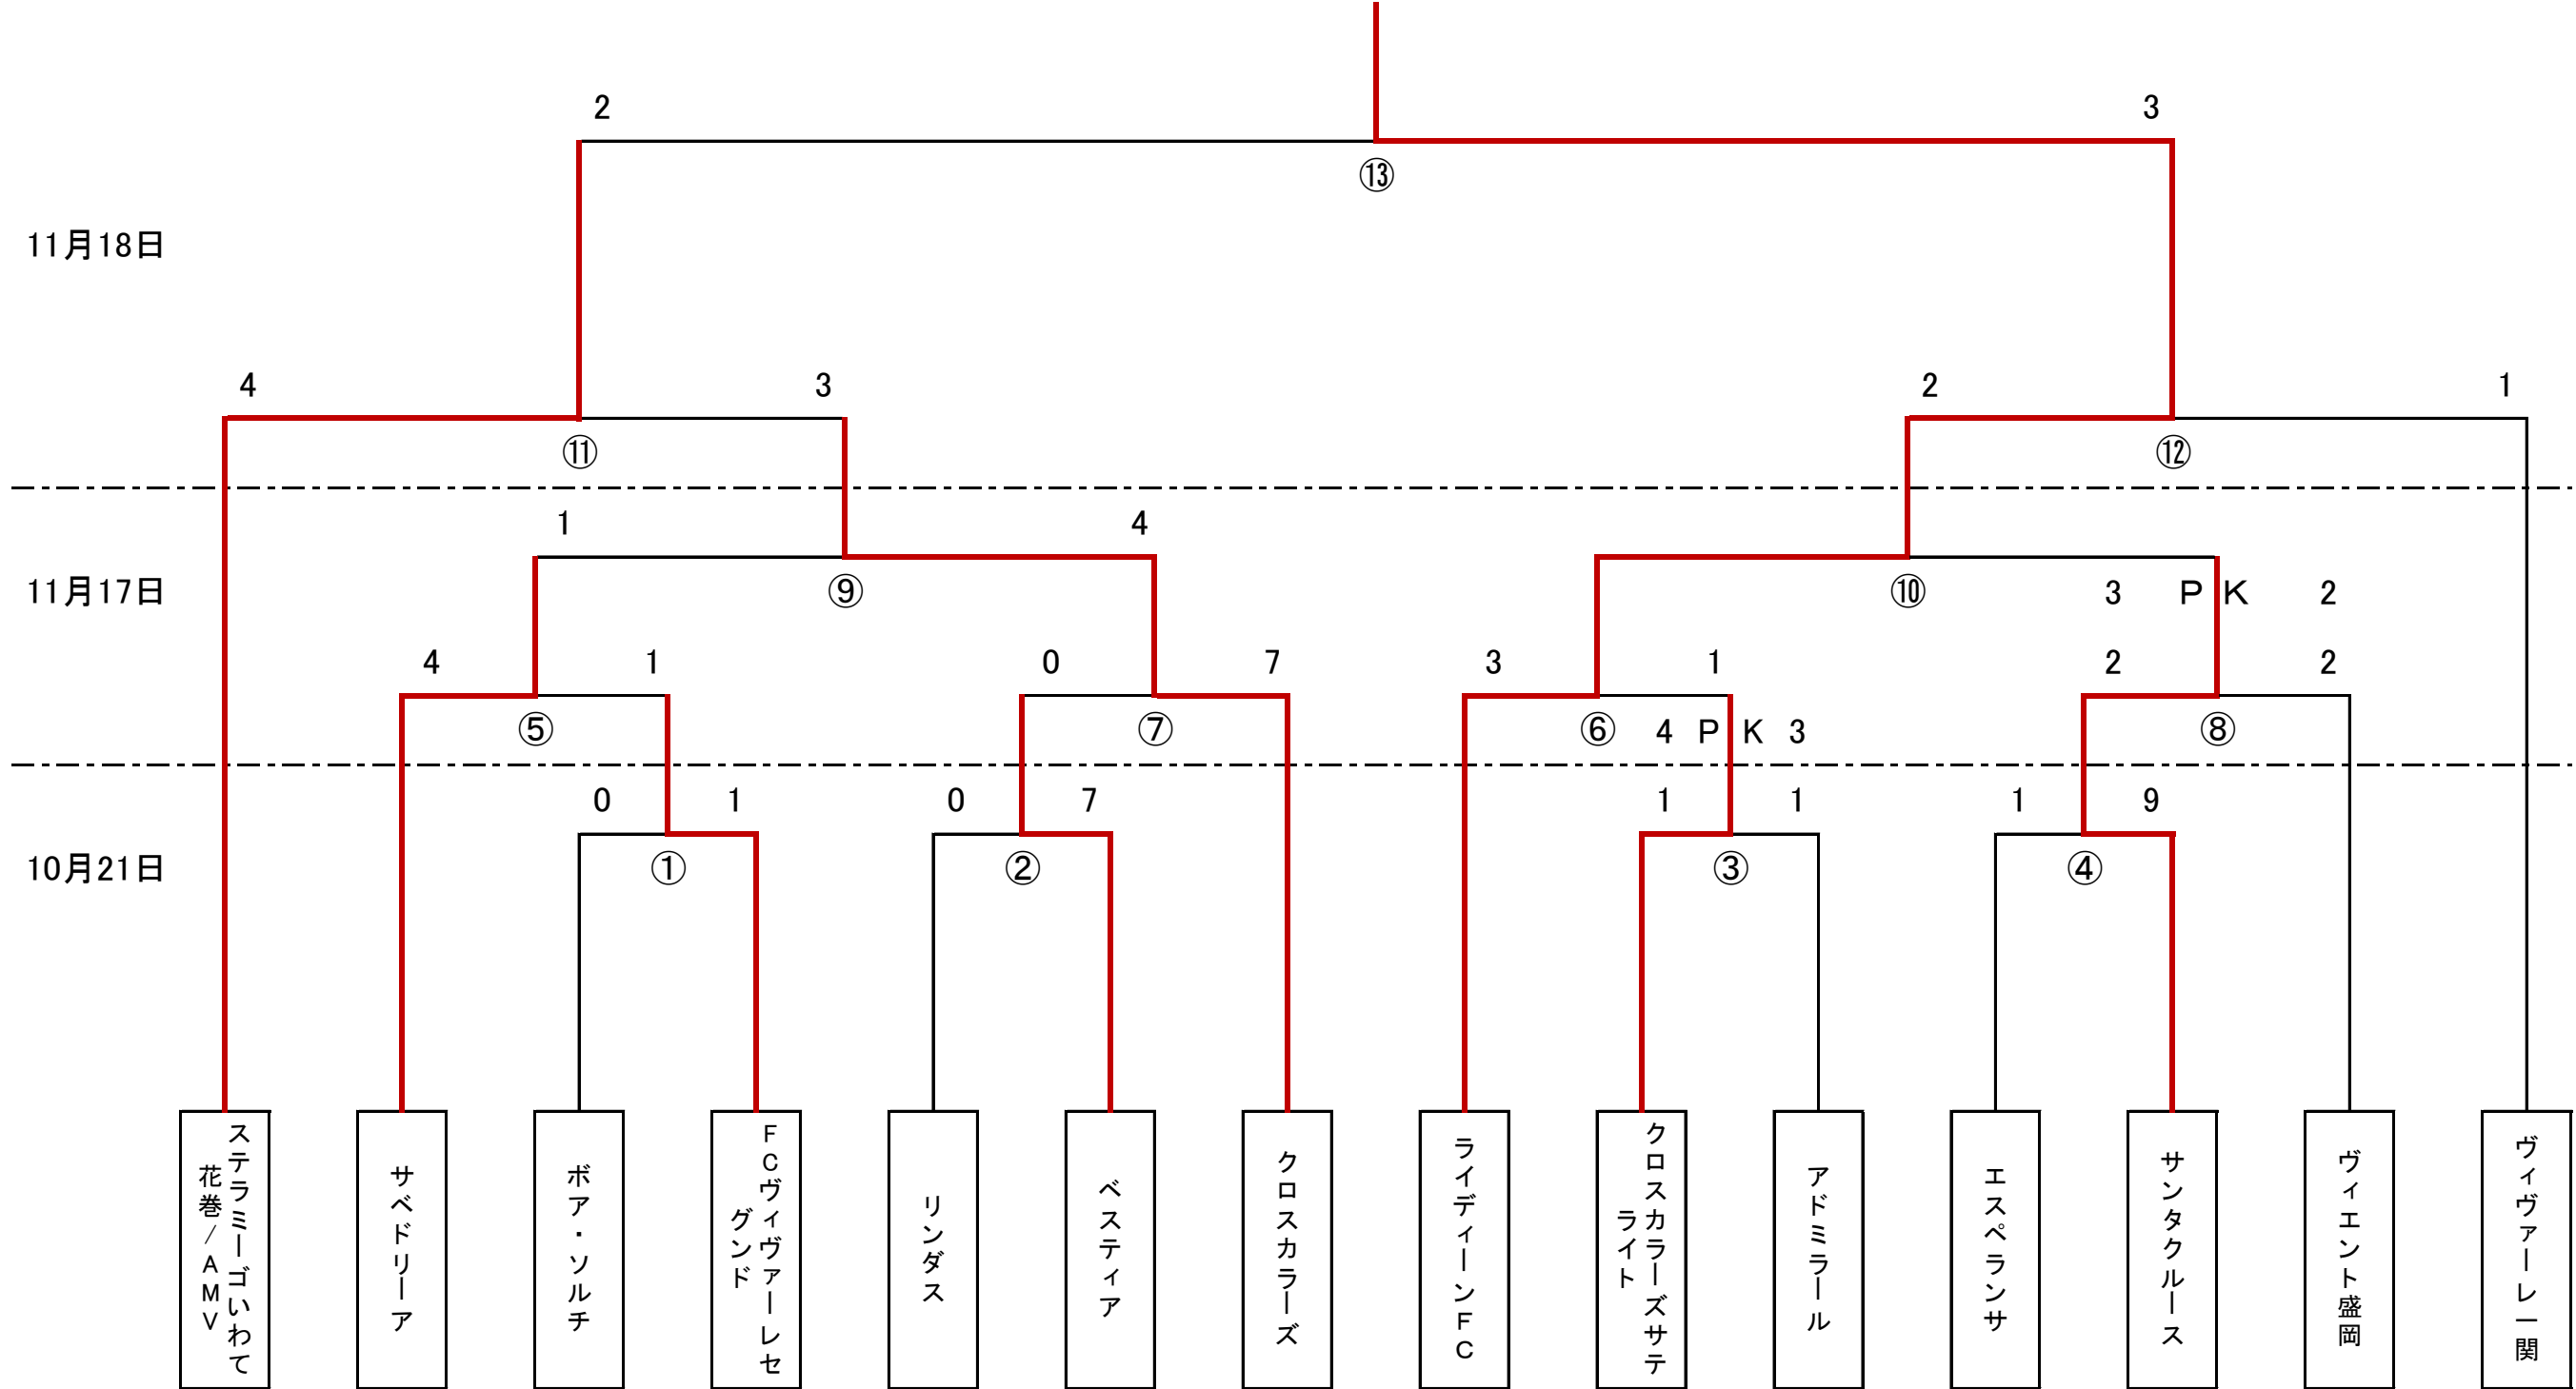 2 3
⑬
11月18日
4 3 2 1
⑪ ⑫
1 4
11月17日 ⑨ ⑩ 3 PK 2
4 1 0 7 3 1 2 2
⑤ ⑦ ⑥ 4 PK 3 ⑧
0 1 0 7 1 1 1 9
10月21日 ① ② ③ ④
ステラミーゴいわて
花巻/AMV
サベドリーア
ボア・ソルチ
FCヴィヴァーレセ
グンド
リンダス
ベスティア
クロスカラーズ
ライディーンFC
クロスカラーズサテ
ライト
アドミラール
エスペランサ
サンタクルース
ヴィエント盛岡
ヴィヴァーレ一関